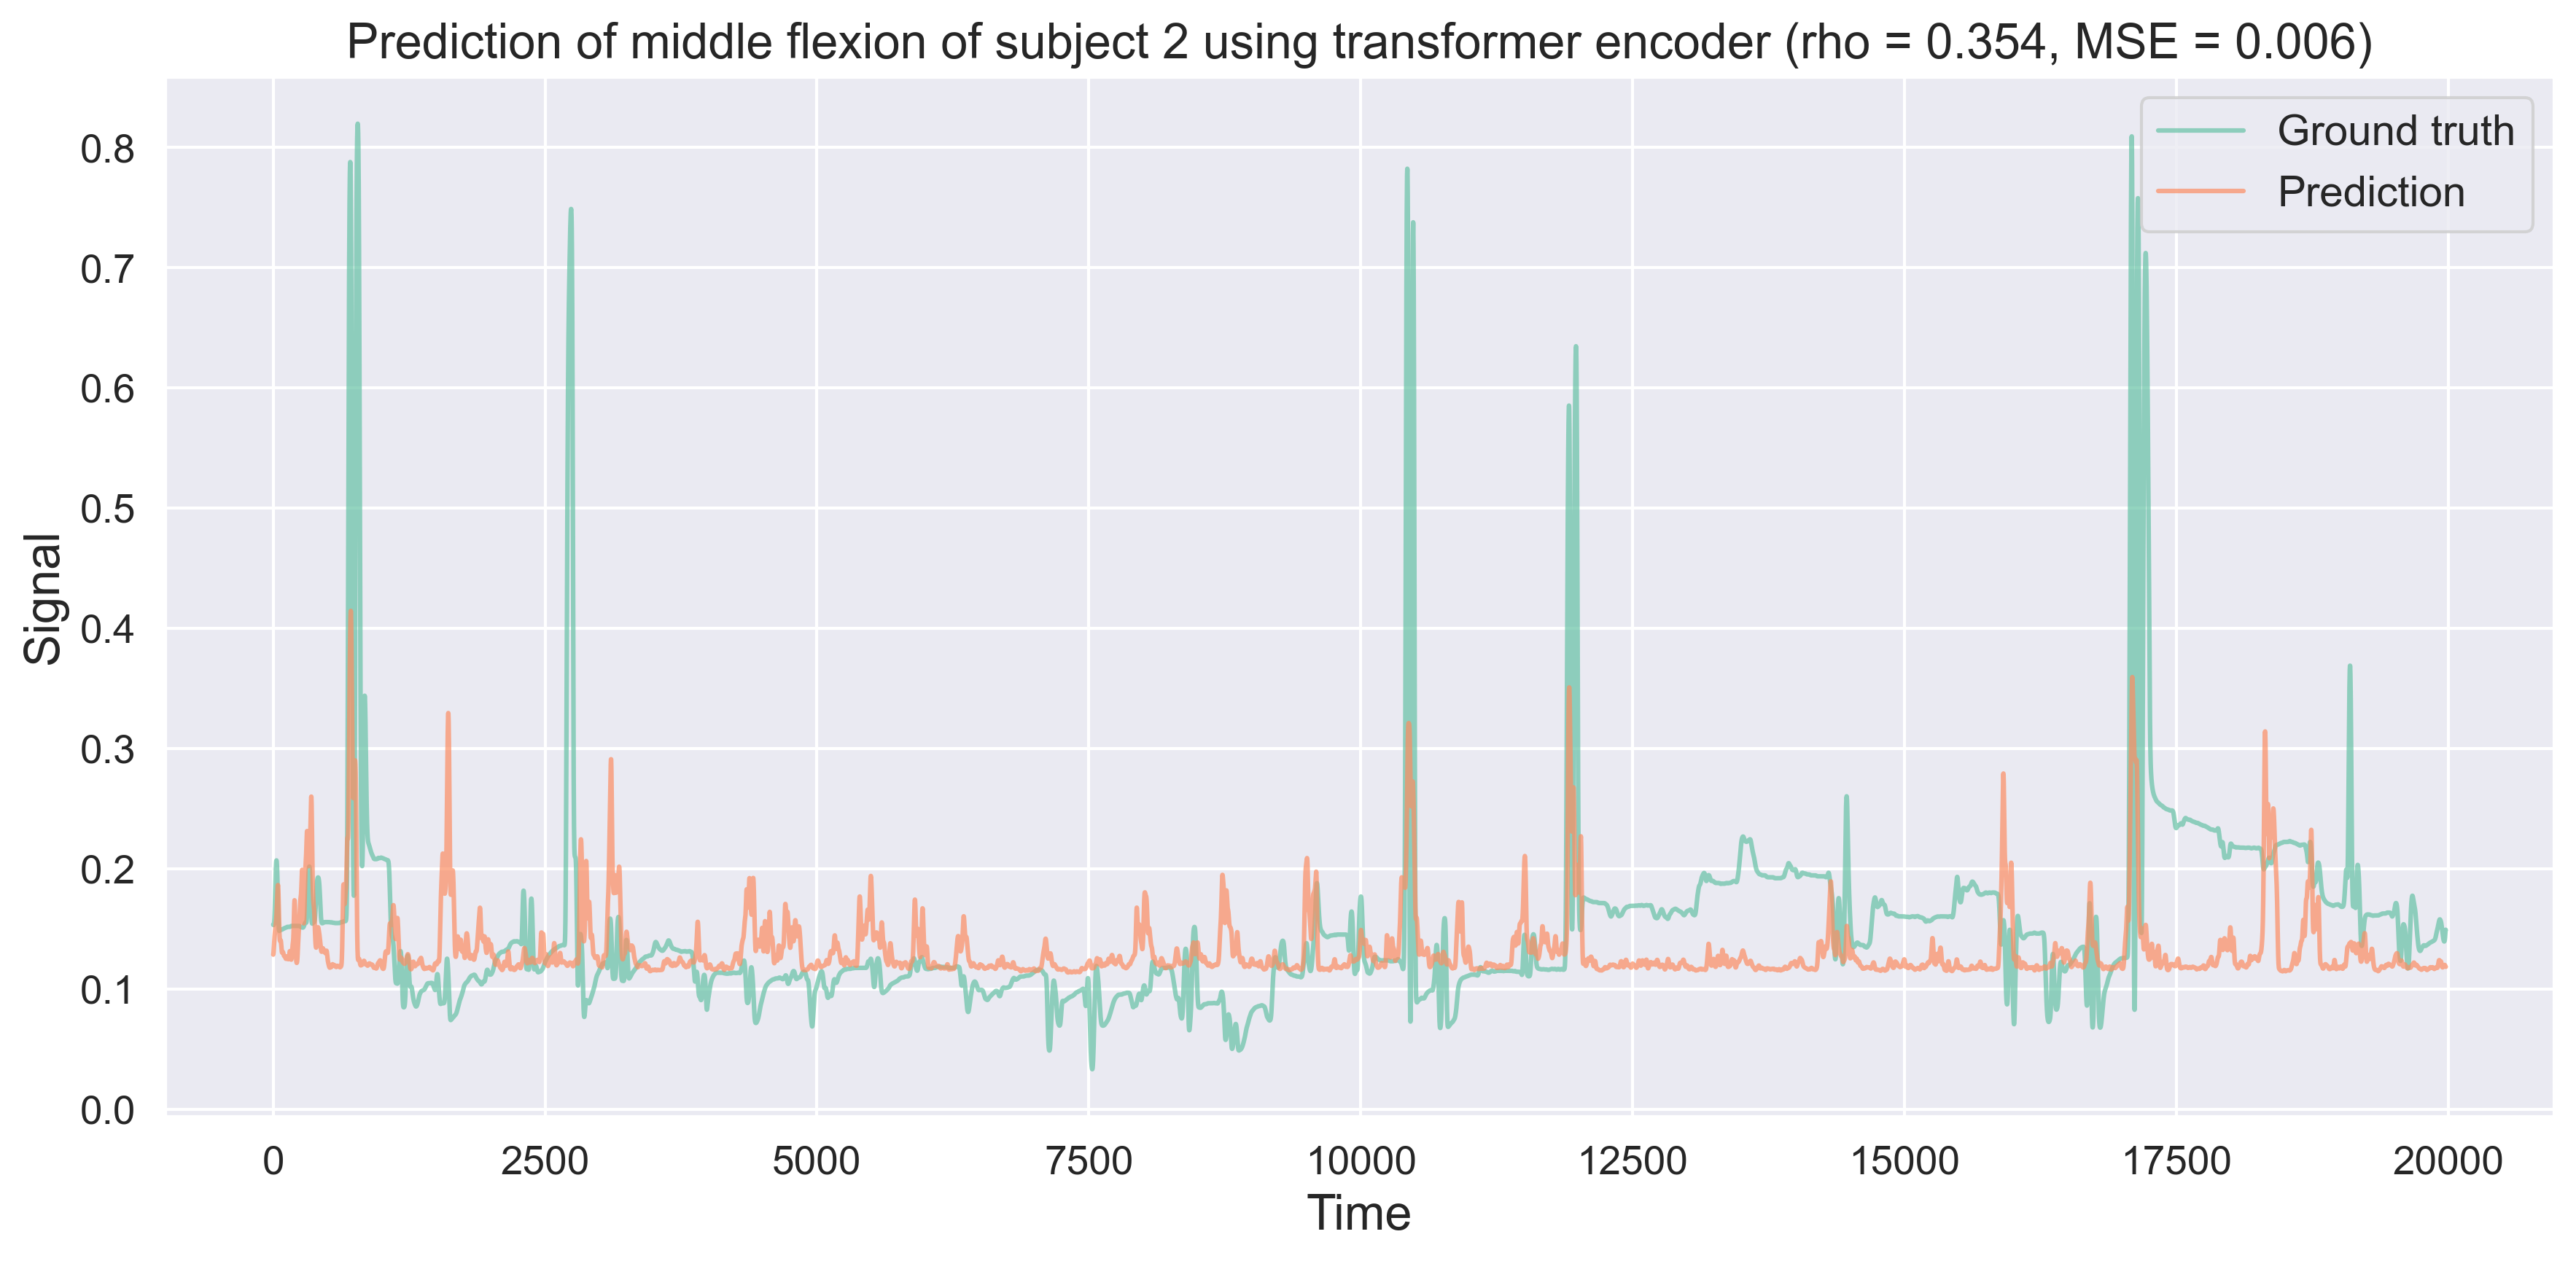 Prediction of middle flexion of subject 2 using transformer encoder (rho = 0.354, MSE = 0.006)
Ground truth
Prediction
0.8
0.7
0.6
0.5
0.4
0.3
0.2
0.1
0.0
Signal
0 2500 5000 7500 10000 12500 15000 17500 20000
Time